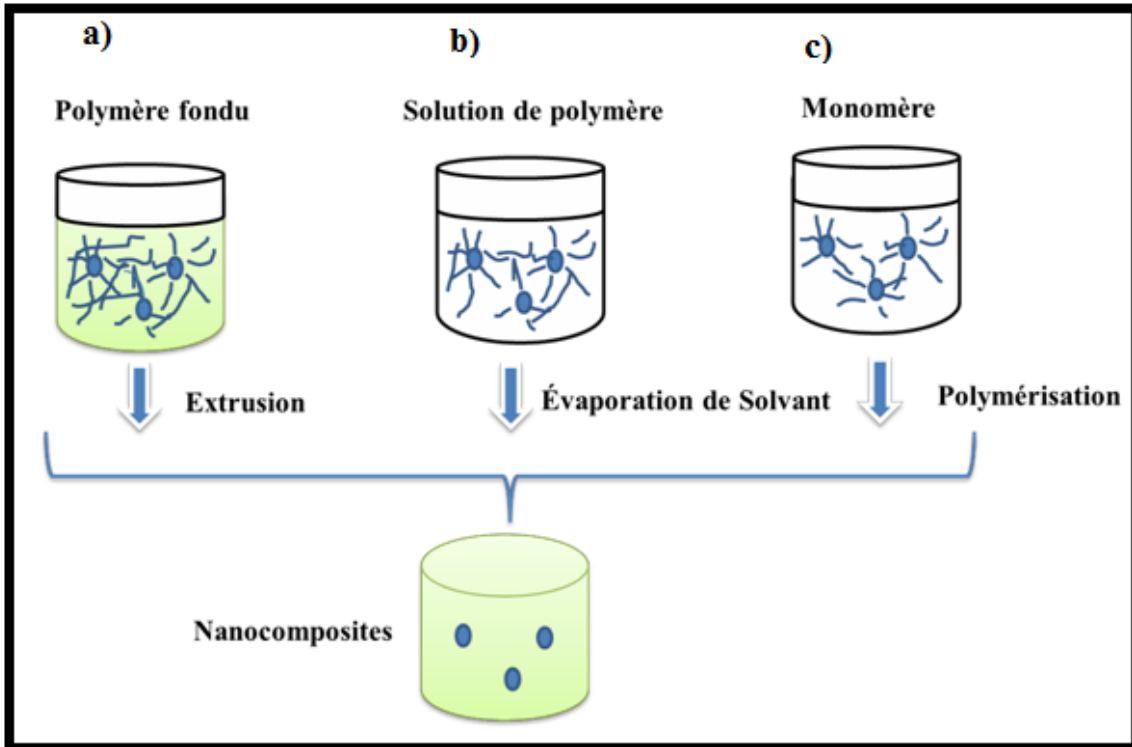 a)
b)
c)
Polymère fondu
Solution de polymère
Monomère
Extrusion
Évaporation de Solvant
Polymérisation
Nanocomposites